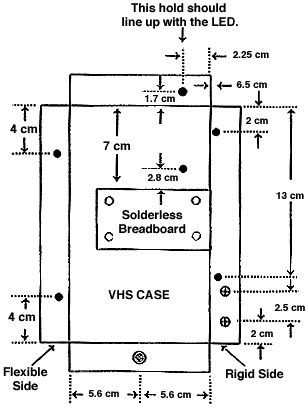 This hold should
line up with the LED.
2.25 cm
6.5 cm
1.7 cm
4 cm
2 cm
7 cm
2.8 cm
13 cm
Solderless
Breadboard
VHS CASE
4 cm
2.5 cm
2 cm
Flexible
Side
Rigid Side
5.6 cm
5.6 cm